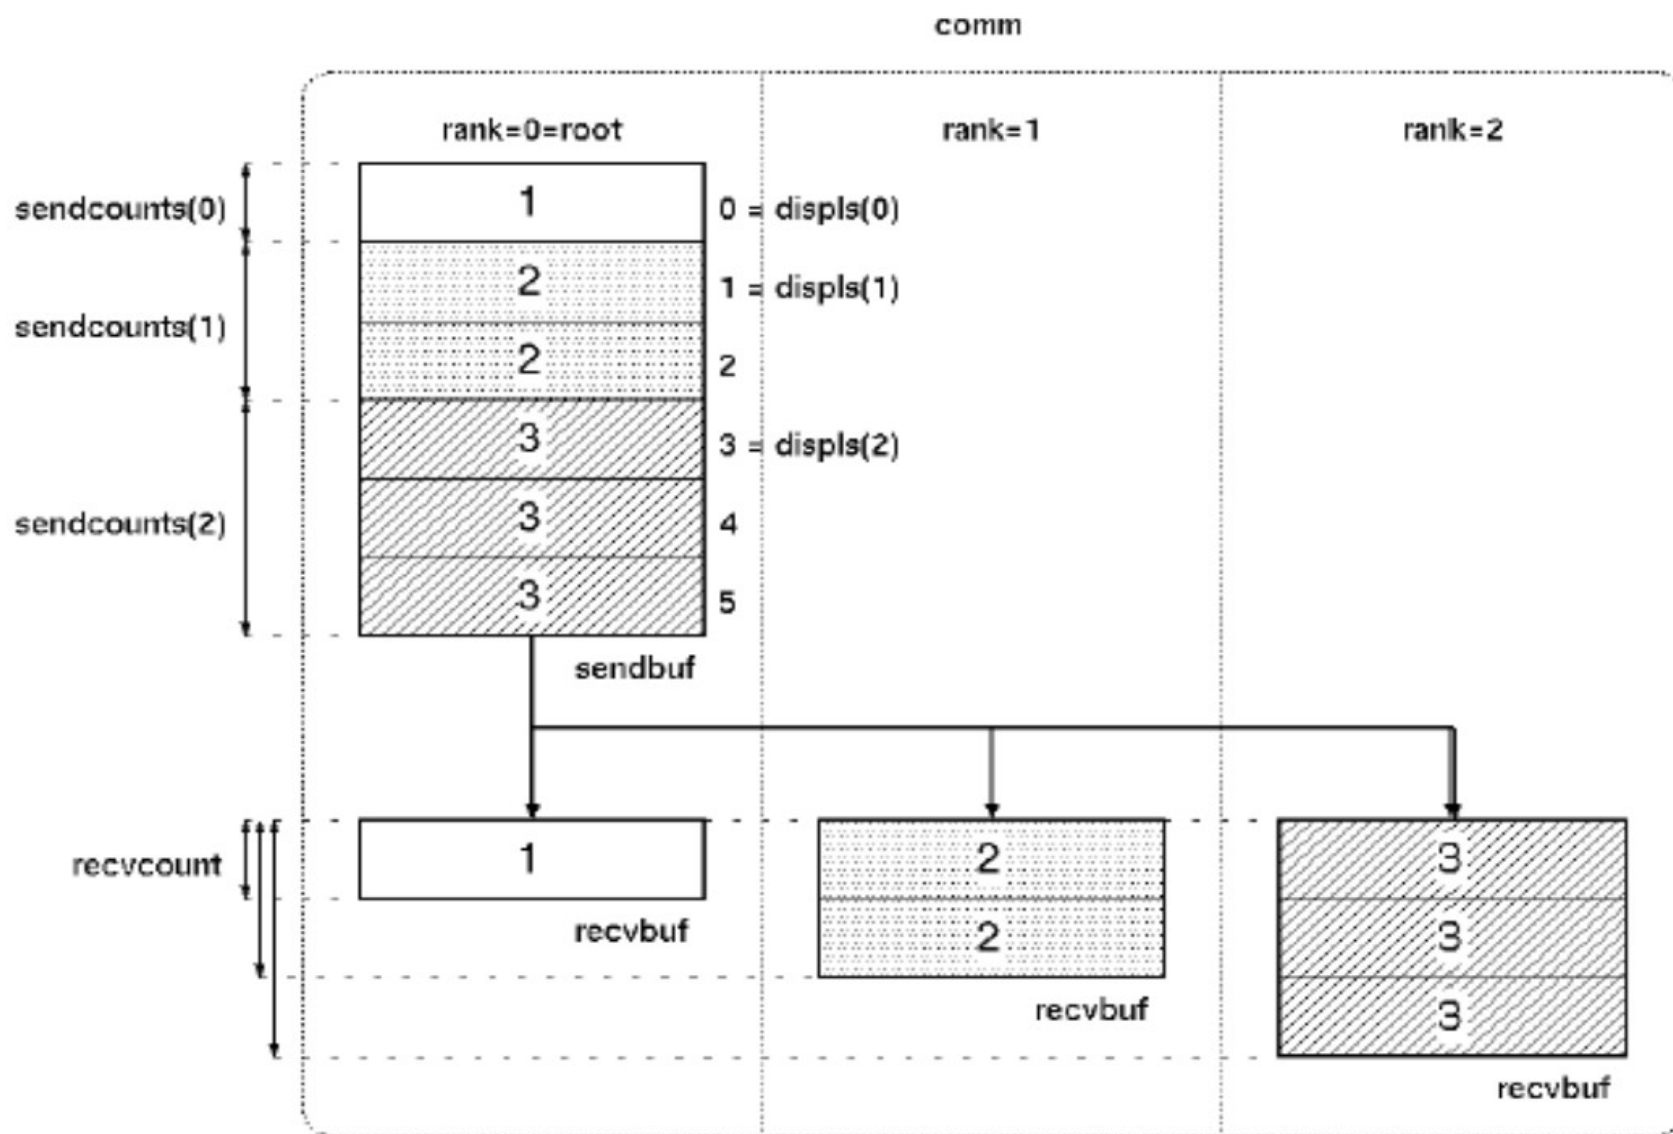 comm
rank=0=root
rank=1
rank=2
sendcounts(0)
1
0 = displs(0)
2
1 = displs(1)
sendcounts(1)
2
2
3
3 = displs(2)
sendcounts(2)
3
4
3
5
sendbuf
recvcount
1
2
3
recvbuf
2
3
recvbuf
3
recvbuf